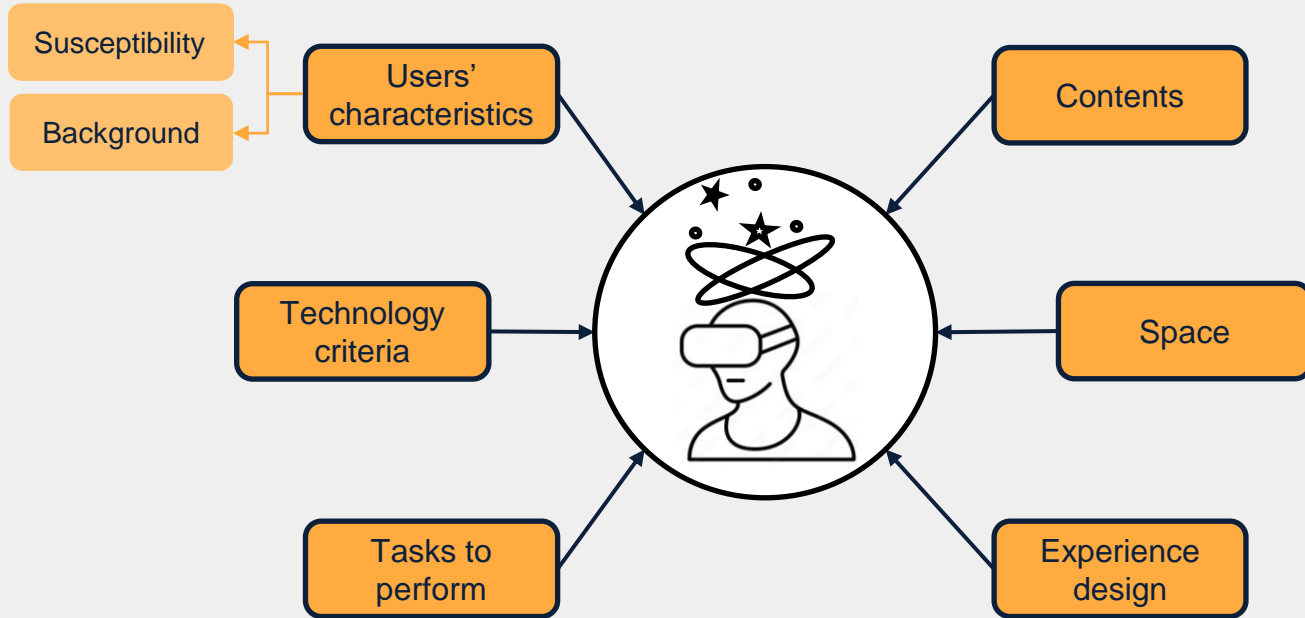 Susceptibility
Background
Users’
characteristics
Contents
Technology
criteria
Space
Tasks to
perform
Experience
design